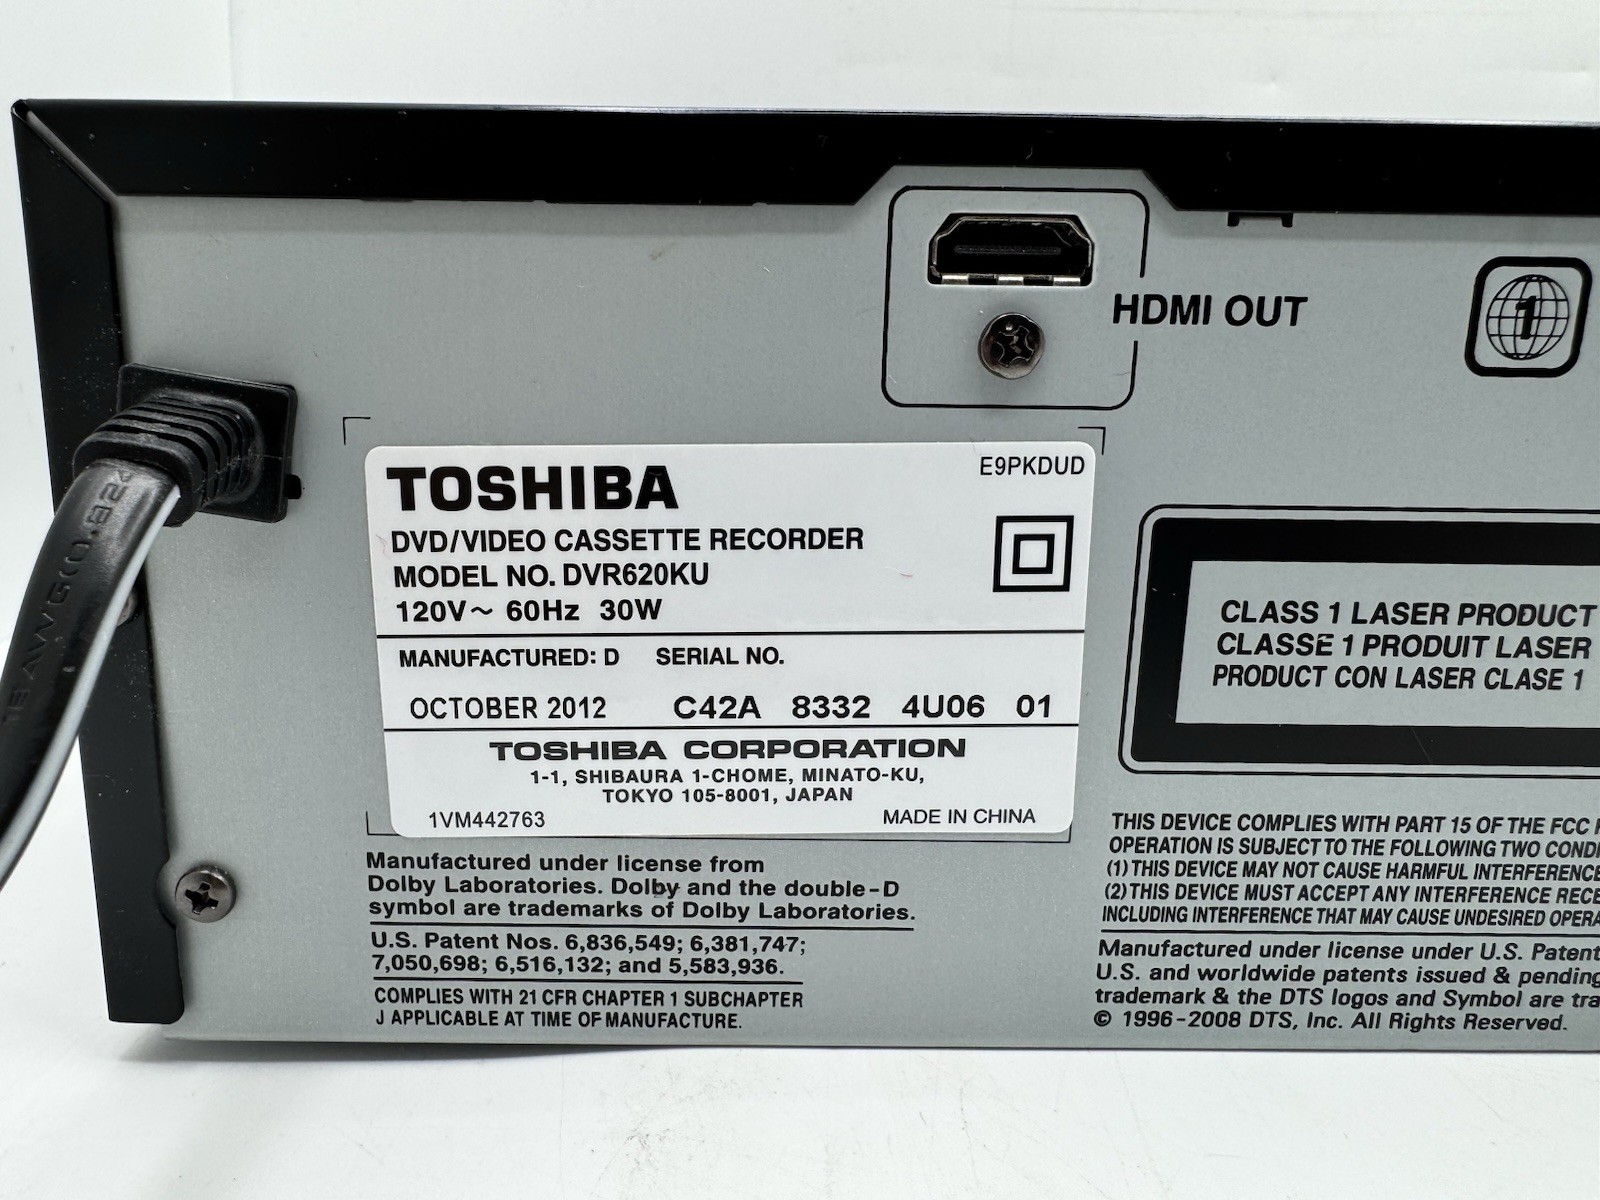 HDMI OUT
1
TOSHIBA
E9PKDUD
DVD/VIDEO CASSETTE RECORDER
MODEL NO. DVR620KU
120V~ 60Hz 30W
MANUFACTURED: D SERIAL NO.
OCTOBER 2012 C42A 8332 4U06 01
TOSHIBA CORPORATION
1-1, SHIBAURA 1-CHOME, MINATO-KU,
TOKYO 105-8001, JAPAN
1VM442763 MADE IN CHINA
CLASS 1 LASER PRODUCT
CLASSE 1 PRODUIT LASER
PRODUCT CON LASER CLASE 1
Manufactured under license from
Dolby Laboratories. Dolby and the double-D
symbol are trademarks of Dolby Laboratories.
U.S. Patent Nos. 6,836,549; 6,381,747;
7,050,698; 6,516,132; and 5,583,936.
COMPLIES WITH 21 CFR CHAPTER 1 SUBCHAPTER
J APPLICABLE AT TIME OF MANUFACTURE.
THIS DEVICE COMPLIES WITH PART 15 OF THE FCC
OPERATION IS SUBJECT TO THE FOLLOWING TWO
(1) THIS DEVICE MAY NOT CAUSE HARMFUL INTERFERENCE
(2) THIS DEVICE MUST ACCEPT ANY INTERFERENCE
INCLUDING INTERFERENCE THAT MAY CAUSE UNDESIRED
Manufactured under license under U.S. Patent
U.S. and worldwide patents issued & pending
trademark & the DTS logos and Symbol are
© 1996-2008 DTS, Inc. All Rights Reserved.